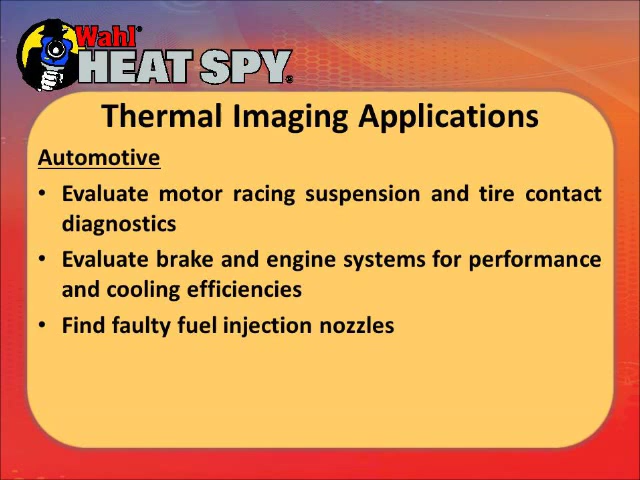 Wahl®
HEAT SPY®
Thermal Imaging Applications
Automotive
• Evaluate motor racing suspension and tire contact
diagnostics
• Evaluate brake and engine systems for performance
and cooling efficiencies
• Find faulty fuel injection nozzles